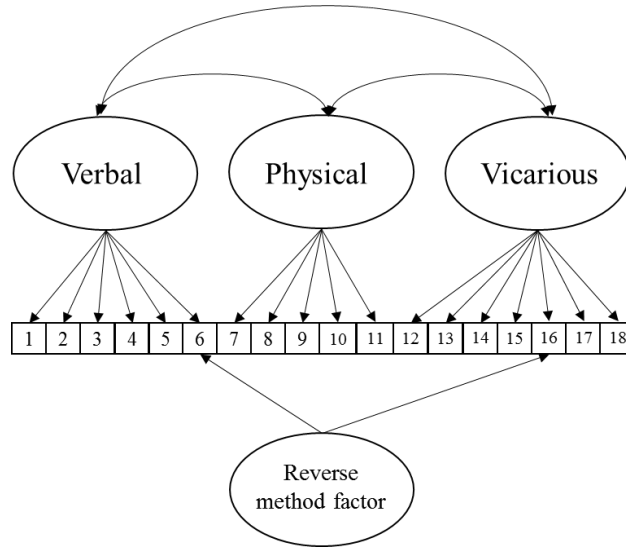 Verbal Physical Vicarious
1 2 3 4 5 6 7 8 9 10 11 12 13 14 15 16 17 18
Reverse
method factor